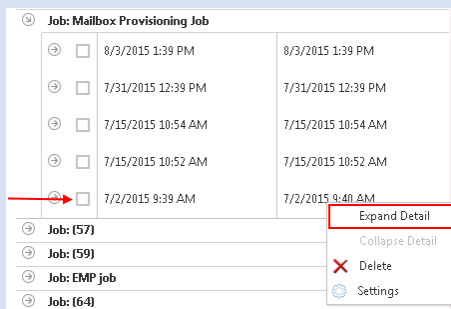 Job: Mailbox Provisioning Job
8/3/2015 1:39 PM 8/3/2015 1:39 PM
7/31/2015 12:39 PM 7/31/2015 12:39 PM
7/15/2015 10:54 AM 7/15/2015 10:54 AM
7/15/2015 10:52 AM 7/15/2015 10:52 AM
7/2/2015 9:39 AM 7/2/2015 9:40 AM
Expand Detail
Job: (57)
Collapse Detail
Job: (59)
Delete
Job: EMP job
Settings
Job: (64)